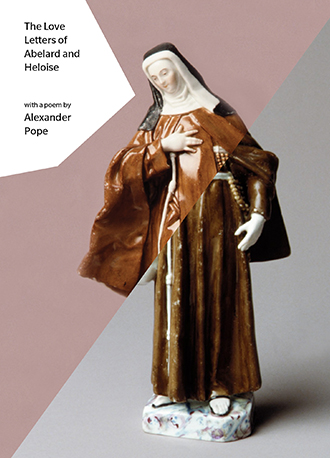 The Love
Letters of
Abelard and
Heloise
with a poem by
Alexander
Pope